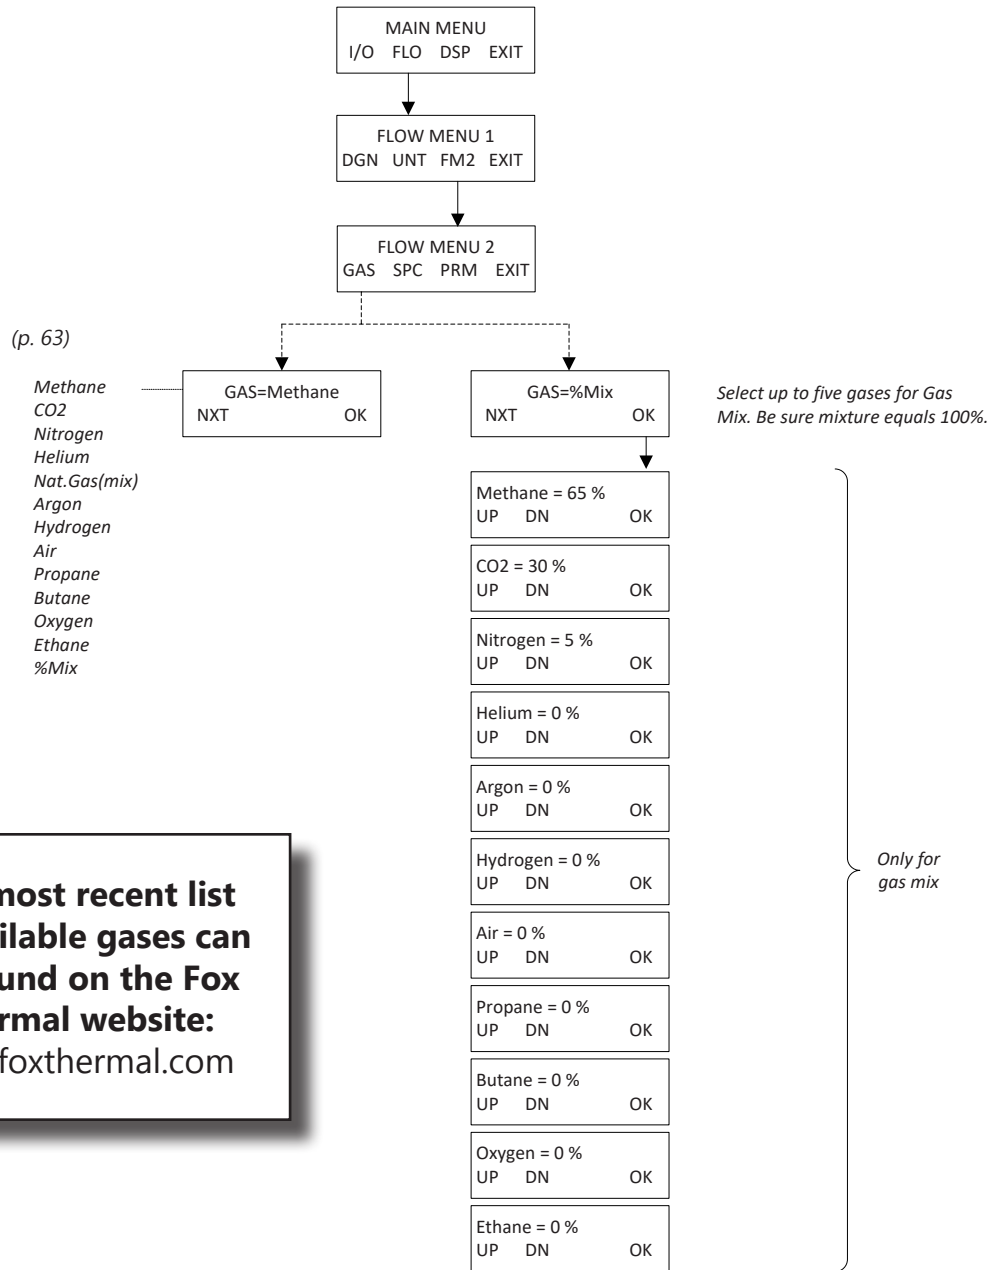 MAIN MENU
I/O FLO DSP EXIT
FLOW MENU 1
DGN UNT FM2 EXIT
FLOW MENU 2
GAS SPC PRM EXIT
(p. 63)
Methane
CO2
Nitrogen
Helium
Nat.Gas(mix)
Argon
Hydrogen
Air
Propane
Butane
Oxygen
Ethane
%Mix
GAS=Methane
NXT OK
GAS=%Mix
NXT OK
Select up to five gases for Gas
Mix. Be sure mixture equals 100%.
Methane = 65 %
UP DN OK
CO2 = 30 %
UP DN OK
Nitrogen = 5 %
UP DN OK
Helium = 0 %
UP DN OK
Argon = 0 %
UP DN OK
Hydrogen = 0 %
UP DN OK
Air = 0 %
UP DN OK
Propane = 0 %
UP DN OK
Butane = 0 %
UP DN OK
Oxygen = 0 %
UP DN OK
Ethane = 0 %
UP DN OK
Only for
gas mix
most recent list
ilable gases can
und on the Fox
rmal website:
foxthermal.com